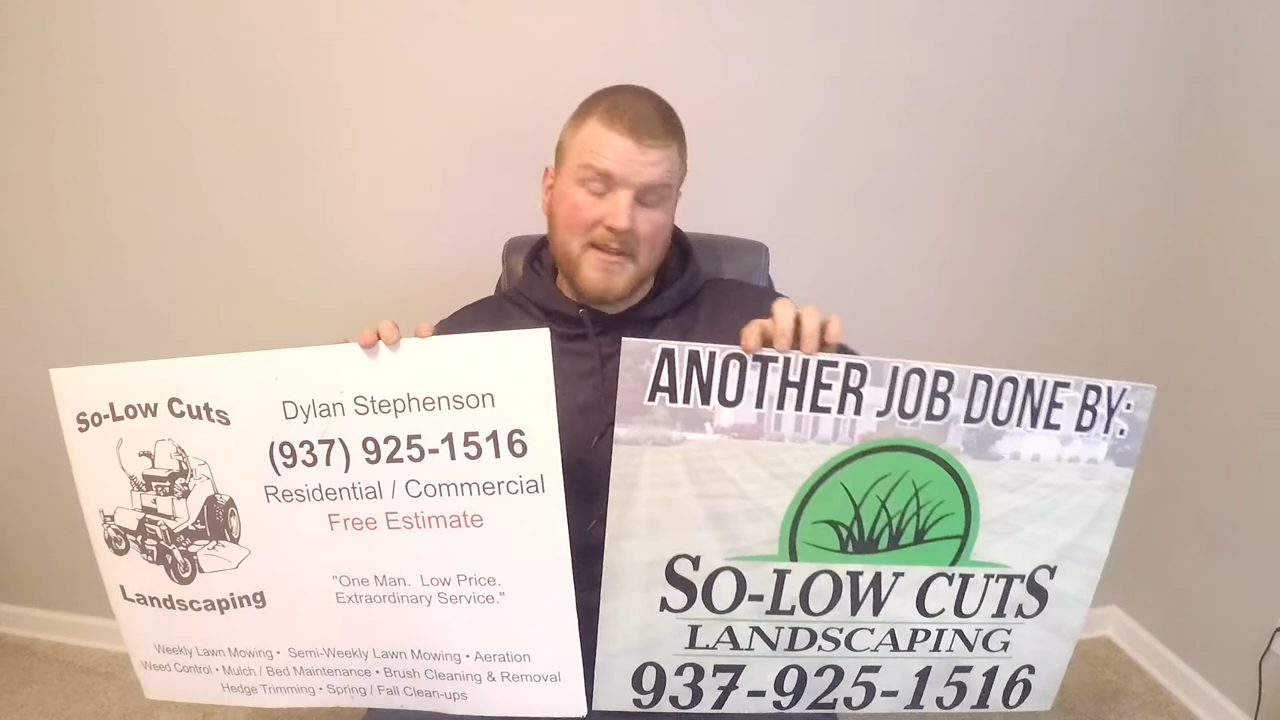 So-Low Cuts
Landscaping
Dylan Stephenson
(937) 925-1516
Residential / Commercial
Free Estimate
"One Man. Low Price.
Extraordinary Service."
Weekly Lawn Mowing • Semi-Weekly Lawn Mowing • Aeration
Weed Control • Mulch / Bed Maintenance • Brush Cleaning & Removal
Hedge Trimming • Spring / Fall Clean-ups
ANOTHER JOB DONE BY:
SO-LOW CUTS
LANDSCAPING
937-925-1516